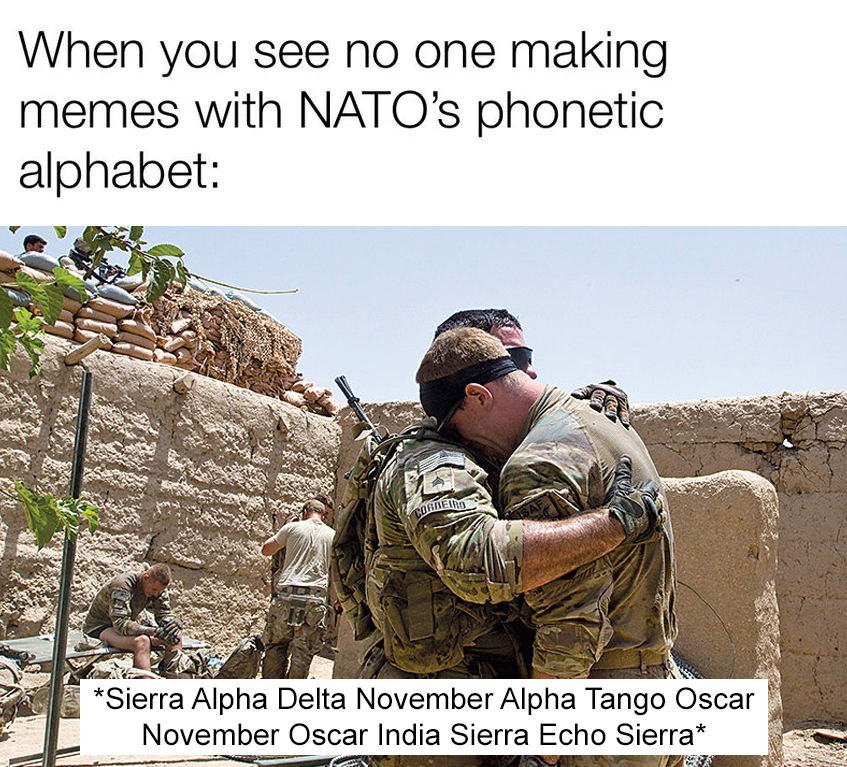 When you see no one making
memes with NATO’s phonetic
alphabet:
CORDEIRO
*Sierra Alpha Delta November Alpha Tango Oscar
November Oscar India Sierra Echo Sierra*